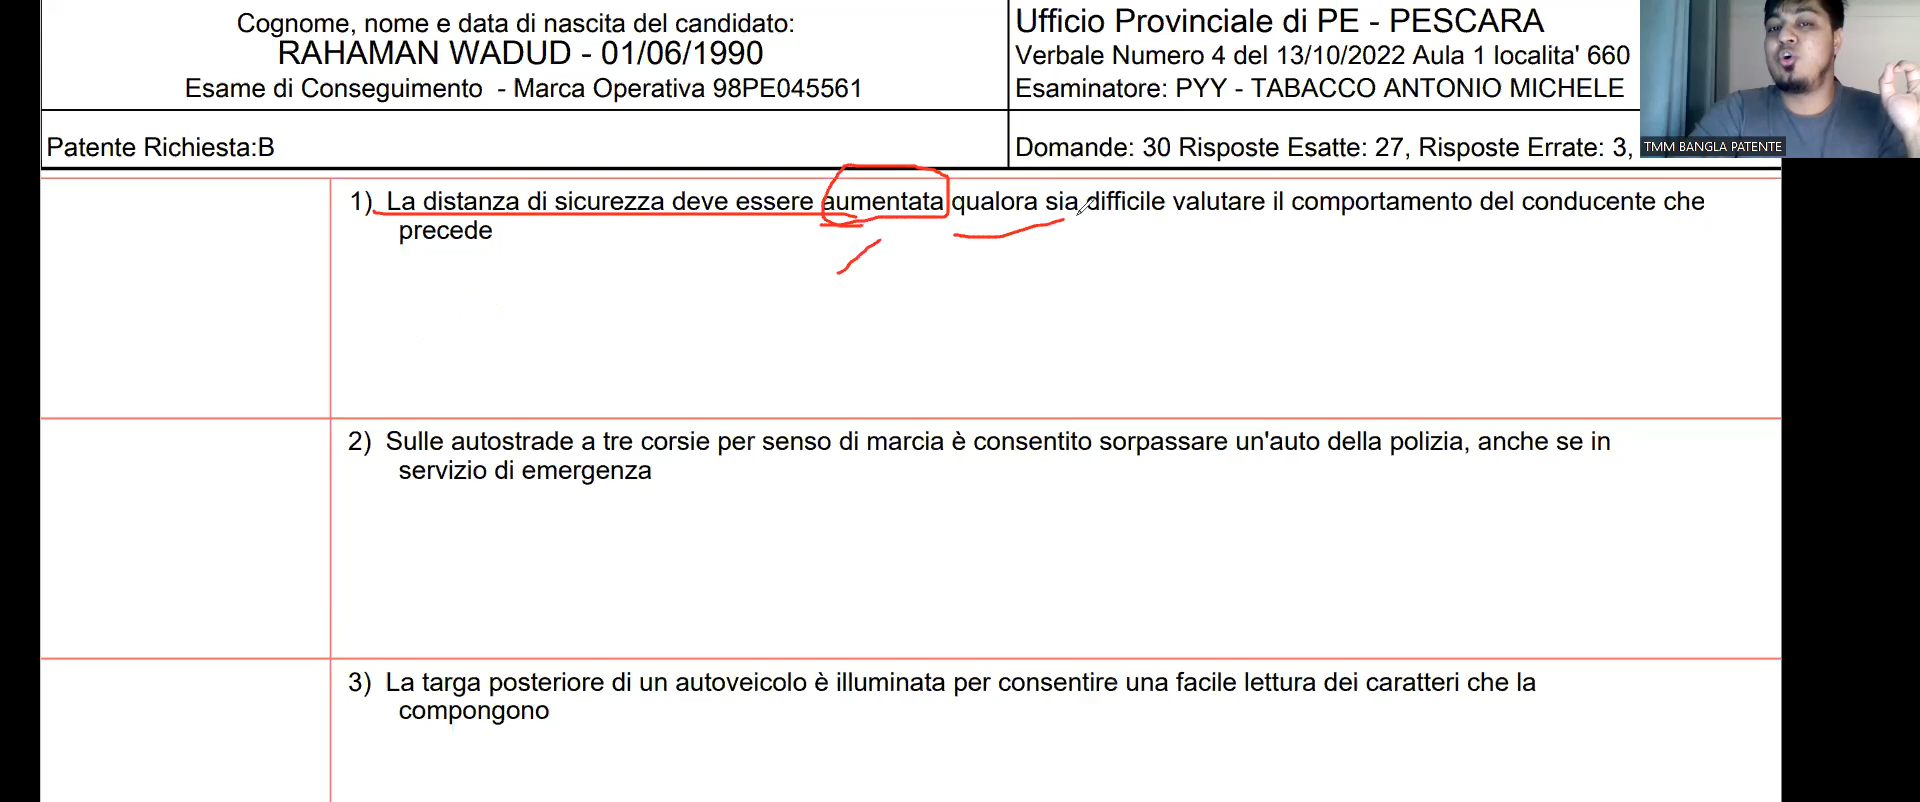 Cognome, nome e data di nascita del candidato:
RAHAMAN WADUD - 01/06/1990
Esame di Conseguimento - Marca Operativa 98PE045561
Ufficio Provinciale di PE - PESCARA
Verbale Numero 4 del 13/10/2022 Aula 1 localita' 660
Esaminatore: PYY - TABACCO ANTONIO MICHELE
Patente Richiesta:B
Domande: 30 Risposte Esatte: 27, Risposte Errate: 3,
TMM BANGLA PATENTE
1) La distanza di sicurezza deve essere aumentata qualora sia difficile valutare il comportamento del conducente che
precede
2) Sulle autostrade a tre corsie per senso di marcia è consentito sorpassare un'auto della polizia, anche se in
servizio di emergenza
3) La targa posteriore di un autoveicolo è illuminata per consentire una facile lettura dei caratteri che la
compongono